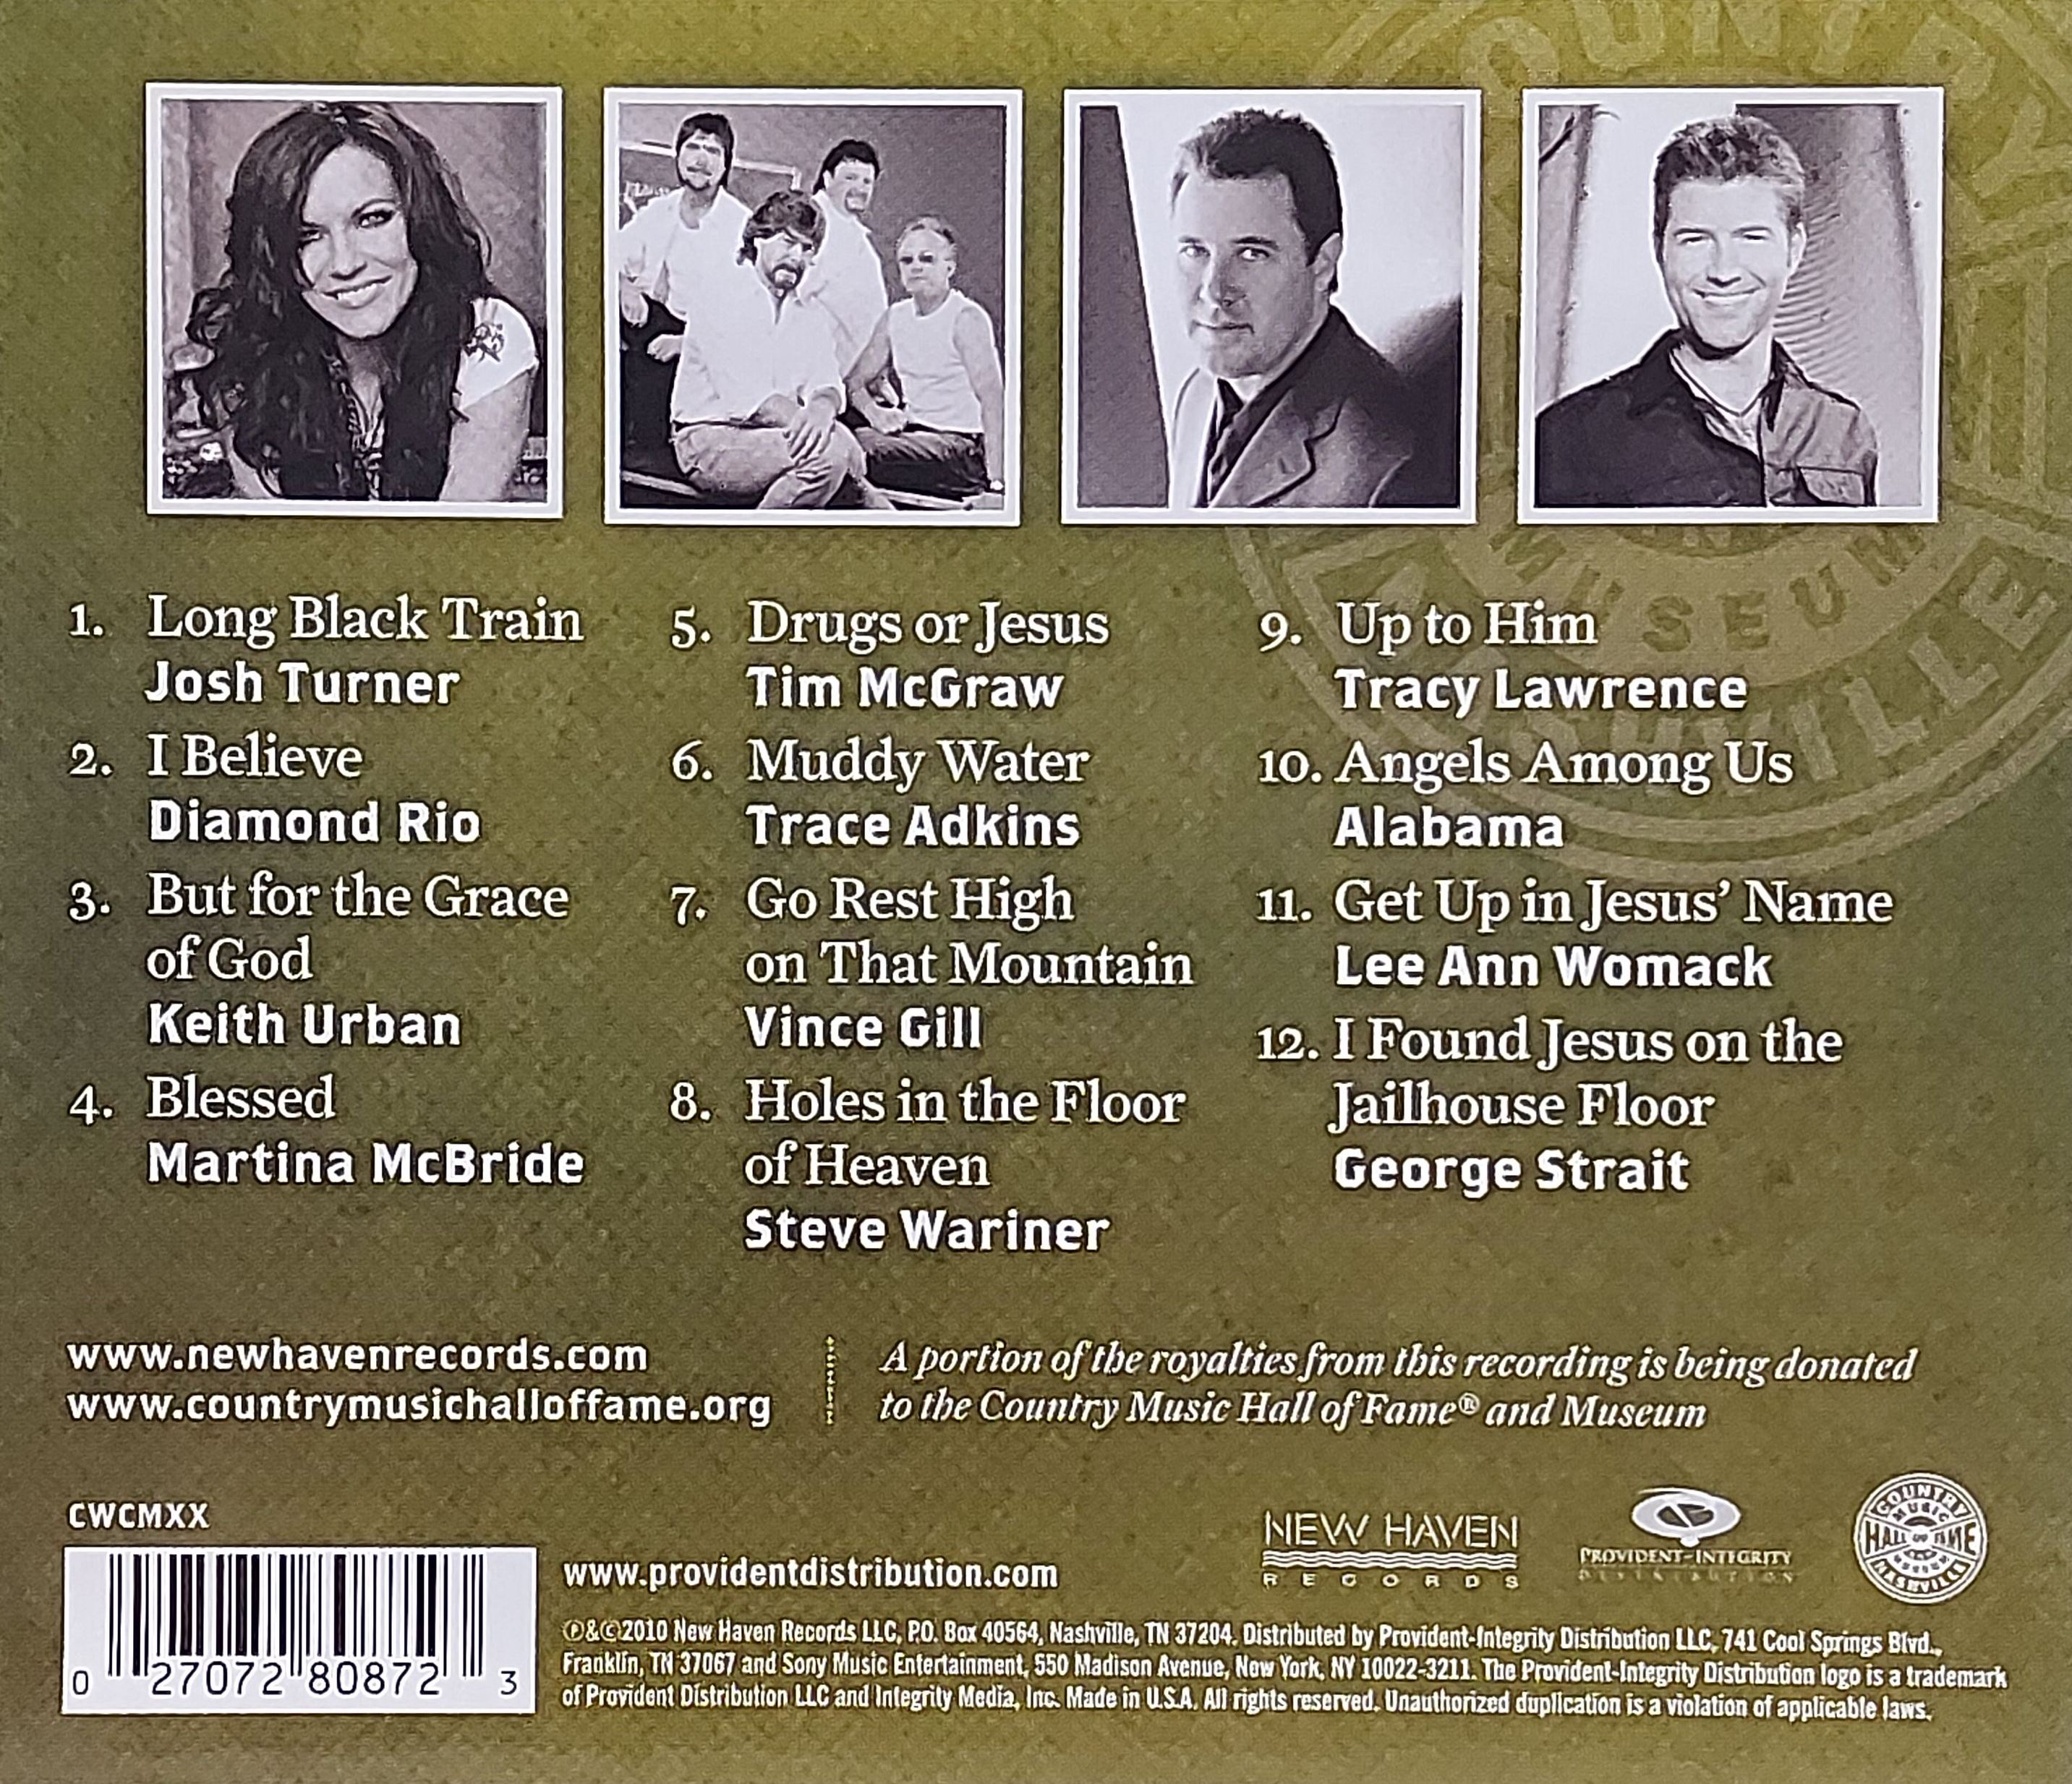 1. Long Black Train
Josh Turner
2. I Believe
Diamond Rio
3. But for the Grace
of God
Keith Urban
4. Blessed
Martina McBride
5. Drugs or Jesus
Tim McGraw
6. Muddy Water
Trace Adkins
7. Go Rest High
on That Mountain
Vince Gill
8. Holes in the Floor
of Heaven
Steve Wariner
9. Up to Him
Tracy Lawrence
10. Angels Among Us
Alabama
11. Get Up in Jesus’ Name
Lee Ann Womack
12. I Found Jesus on the
Jailhouse Floor
George Strait
MUSEUM
www.newhavenrecords.com
www.countrymusichalloffame.org
A portion of the royalties from this recording is being donated
to the Country Music Hall of Fame® and Museum
CWCMXX
0 27072 80872 3
www.providentdistribution.com
NEW HAVEN
RECORDS
PROVIDENT-INTEGRITY
DISTRIBUTION
COUNTRY
MUSIC
HALL OF FAME
NASHVILLE
℗&©2010 New Haven Records LLC, P.O. Box 40564, Nashville, TN 37204. Distributed by Provident-Integrity Distribution LLC, 741 Cool Springs Blvd.,
Franklin, TN 37067 and Sony Music Entertainment, 550 Madison Avenue, New York, NY 10022-3211. The Provident-Integrity Distribution logo is a trademark
of Provident Distribution LLC and Integrity Media, Inc. Made in U.S.A. All rights reserved. Unauthorized duplication is a violation of applicable laws.